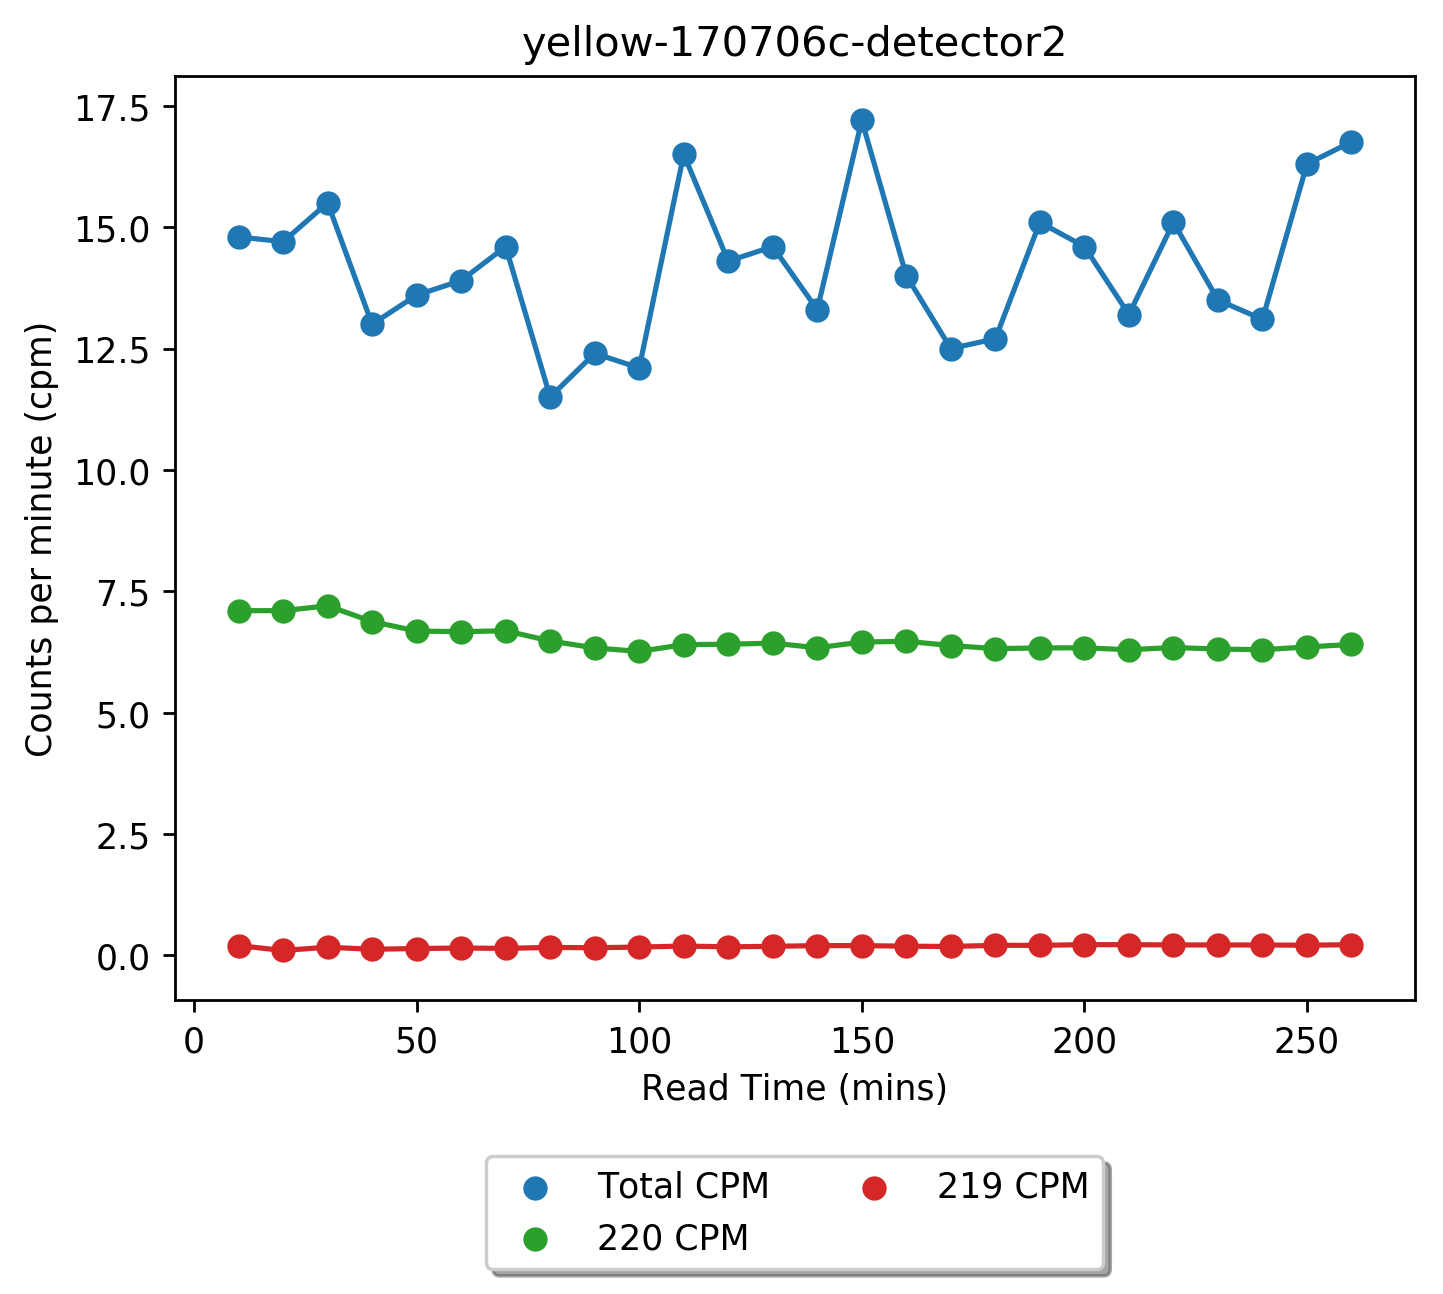 yellow-170706c-detector2
17.5
15.0
12.5
10.0
7.5
5.0
2.5
0.0
Counts per minute (cpm)
0 50 100 150 200 250
Read Time (mins)
Total CPM 219 CPM
220 CPM